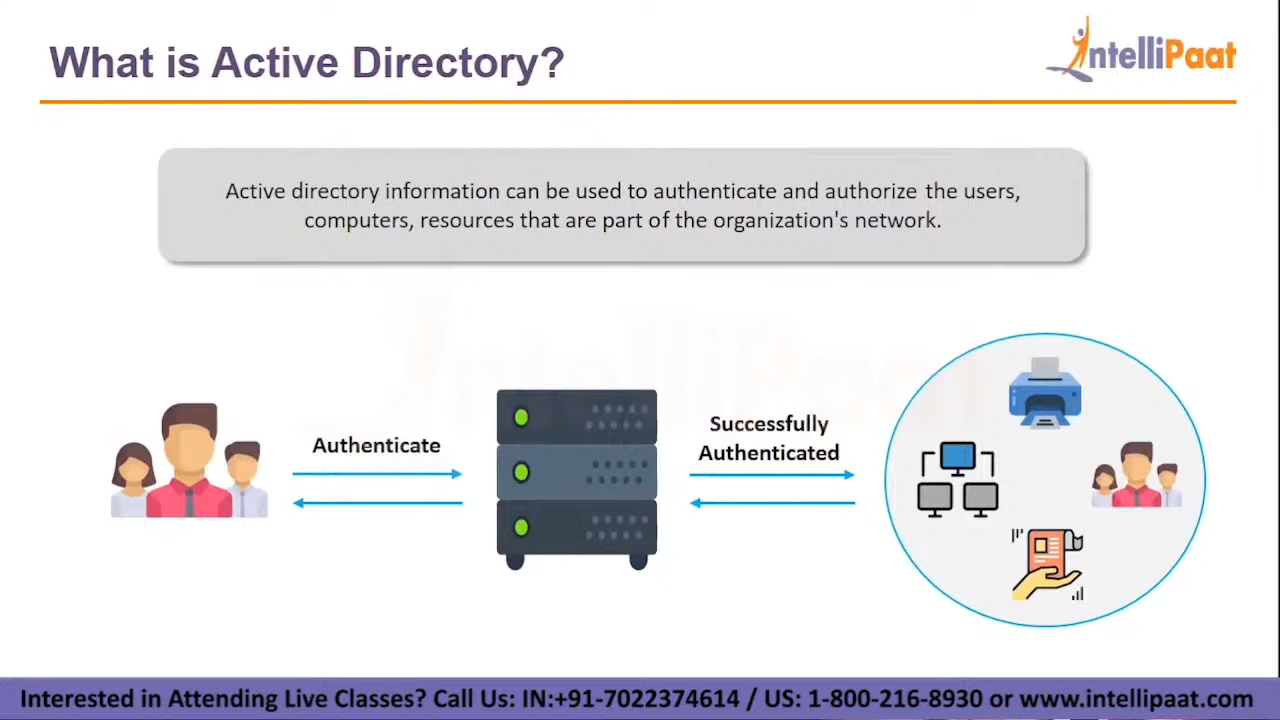 What is Active Directory?
IntelliPaat
Active directory information can be used to authenticate and authorize the users,
computers, resources that are part of the organization's network.
IntelliPaat
Authenticate
Successfully
Authenticated
Interested in Attending Live Classes? Call Us: IN:+91-7022374614 / US: 1-800-216-8930 or www.intellipaat.com